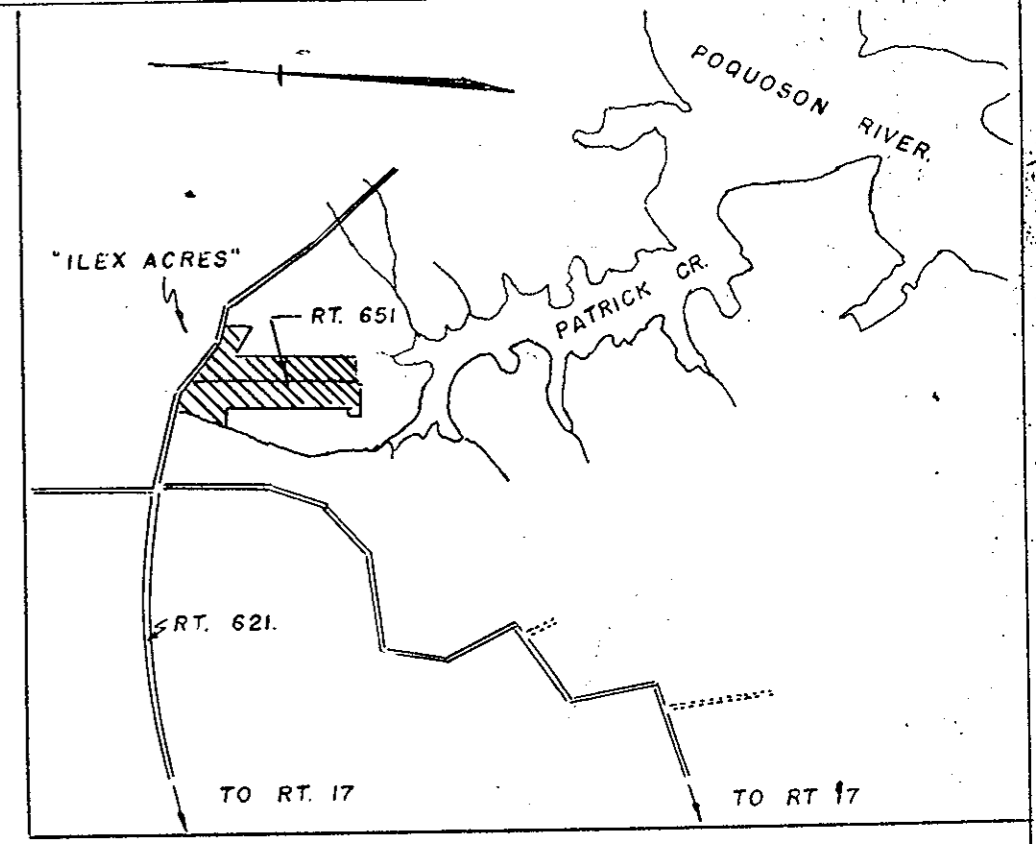 POQUOSON RIVER.
"ILEX ACRES"
RT. 651
PATRICK CR.
RT. 621.
TO RT. 17
TO RT 17